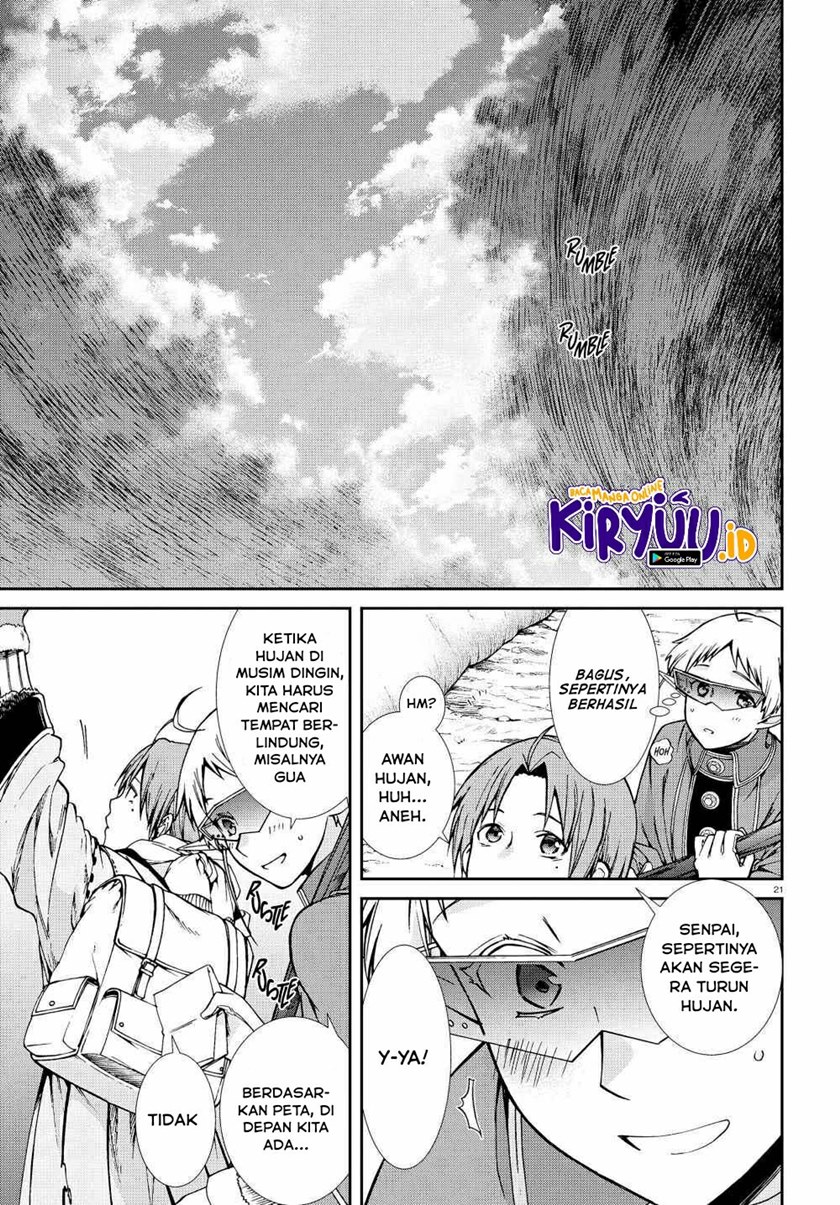 RUMBLE
RUMBLE
BACA MANGA ONLINE
KIRYUU.ID
Google Play
BAGUS,
SEPERTINYA
BERHASIL
HOH
HM?
AWAN
HUJAN,
HUH...
ANEH.
21
SENPAI,
SEPERTINYA
AKAN SEGE-
RA TURUN
HUJAN.
Y-YA!
KETIKA
HUJAN DI
MUSIM DINGIN,
KITA HARUS
MENCARI
TEMPAT BER-
LINDUNG,
MISALNYA
GUA
RUSTLE
RUSTLE
BERDASAR-
KAN PETA, DI
DEPAN KITA
ADA...
TIDAK